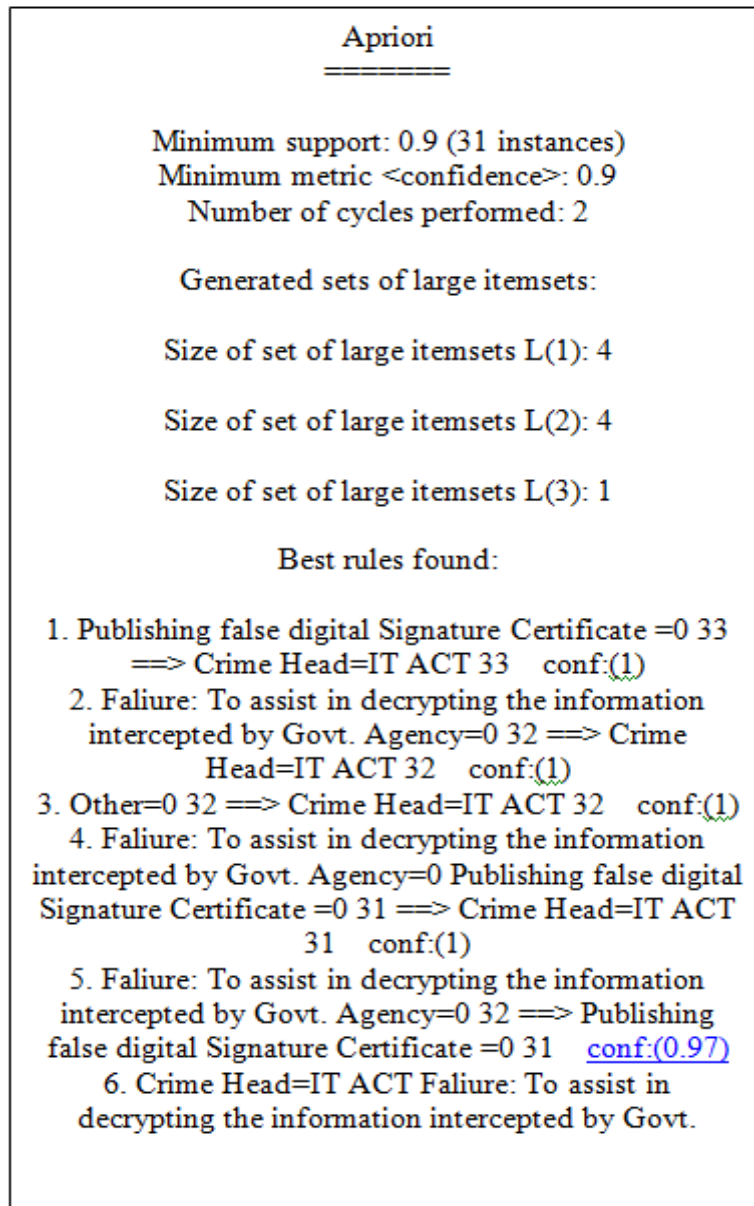 Apriori
=======
Minimum support: 0.9 (31 instances)
Minimum metric <confidence>: 0.9
Number of cycles performed: 2
Generated sets of large itemsets:
Size of set of large itemsets L(1): 4
Size of set of large itemsets L(2): 4
Size of set of large itemsets L(3): 1
Best rules found:
1. Publishing false digital Signature Certificate =0 33
==> Crime Head=IT ACT 33    conf:(1)
2. Faliure: To assist in decrypting the information
intercepted by Govt. Agency=0 32 ==> Crime
Head=IT ACT 32    conf:(1)
3. Other=0 32 ==> Crime Head=IT ACT 32    conf:(1)
4. Faliure: To assist in decrypting the information
intercepted by Govt. Agency=0 Publishing false digital
Signature Certificate =0 31 ==> Crime Head=IT ACT
31    conf:(1)
5. Faliure: To assist in decrypting the information
intercepted by Govt. Agency=0 32 ==> Publishing
false digital Signature Certificate =0 31    conf:(0.97)
6. Crime Head=IT ACT Faliure: To assist in
decrypting the information intercepted by Govt.